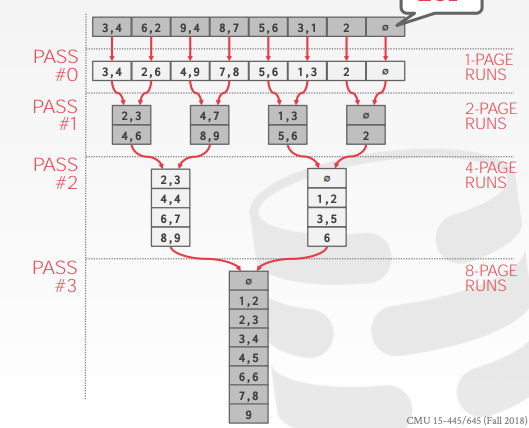 3,4 6,2 9,4 8,7 5,6 3,1 2 ∅
PASS #0
3,4 2,6 4,9 7,8 5,6 1,3 2 ∅
1-PAGE RUNS
PASS #1
2,3 4,7 1,3 ∅
4,6 8,9 5,6 2
2-PAGE RUNS
PASS #2
2,3 ∅
4,4 1,2
6,7 3,5
8,9 6
4-PAGE RUNS
PASS #3
∅
1,2
2,3
3,4
4,5
6,6
7,8
9
8-PAGE RUNS
CMU 15-445/645 (Fall 2018)